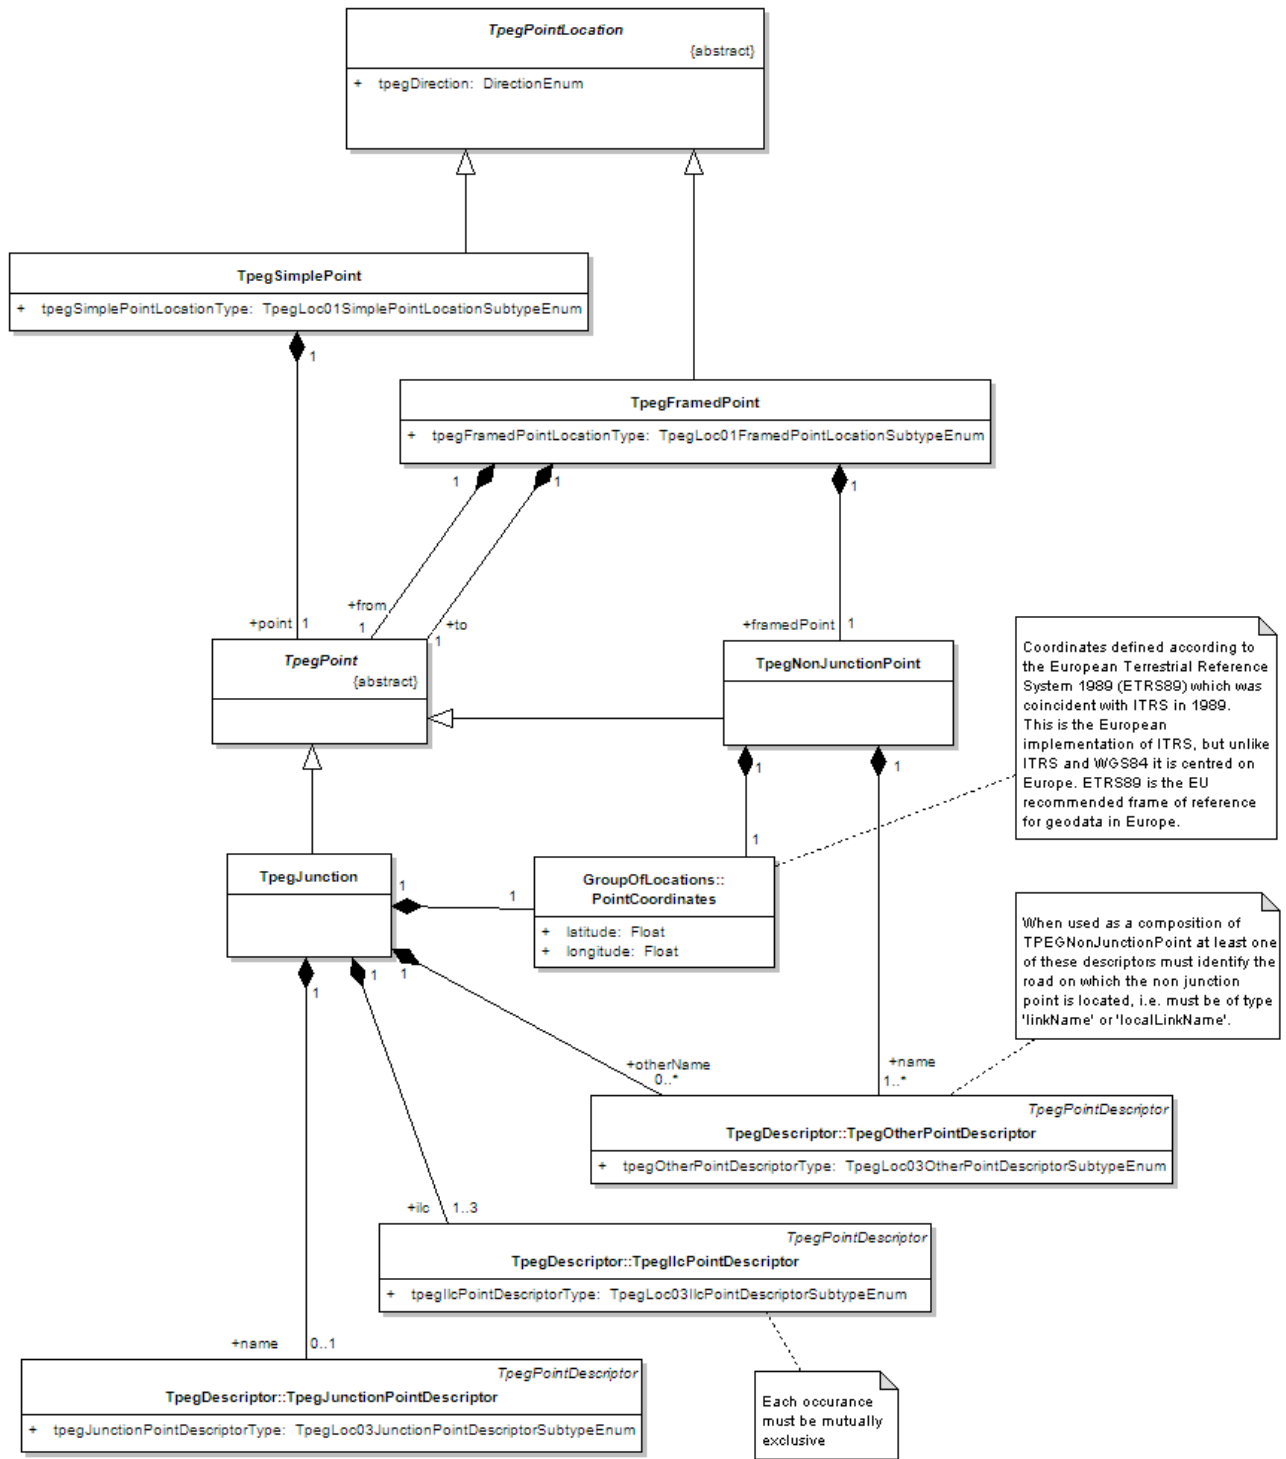 TpegPointLocation
{abstract}
+ tpegDirection: DirectionEnum
TpegSimplePoint
+ tpegSimplePointLocationType: TpegLoc01SimplePointLocationSubtypeEnum
1
TpegFramedPoint
+ tpegFramedPointLocationType: TpegLoc01FramedPointLocationSubtypeEnum
1
1
1
+from
1
+to
1
+point
1
+framedPoint
1
TpegPoint
{abstract}
TpegNonJunctionPoint
1
1
Coordinates defined according to
the European Terrestrial Reference
System 1989 (ETRS89) which was
coincident with ITRS in 1989.
This is the European
implementation of ITRS, but unlike
ITRS and WGS84 it is centred on
Europe. ETRS89 is the EU
recommended frame of reference
for geodata in Europe.
1
TpegJunction
1
1
GroupOfLocations::
PointCoordinates
+ latitude: Float
+ longitude: Float
1
1
1
When used as a composition of
TPEGNonJunctionPoint at least one
of these descriptors must identify the
road on which the non junction
point is located, i.e. must be of type
'linkName' or 'localLinkName'.
+otherName
0..*
+name
1..*
TpegPointDescriptor
TpegDescriptor::TpegOtherPointDescriptor
+ tpegOtherPointDescriptorType: TpegLoc03OtherPointDescriptorSubtypeEnum
+ilc
1..3
TpegPointDescriptor
TpegDescriptor::TpegIlcPointDescriptor
+ tpegIlcPointDescriptorType: TpegLoc03IlcPointDescriptorSubtypeEnum
+name
0..1
TpegPointDescriptor
TpegDescriptor::TpegJunctionPointDescriptor
+ tpegJunctionPointDescriptorType: TpegLoc03JunctionPointDescriptorSubtypeEnum
Each occurance
must be mutually
exclusive